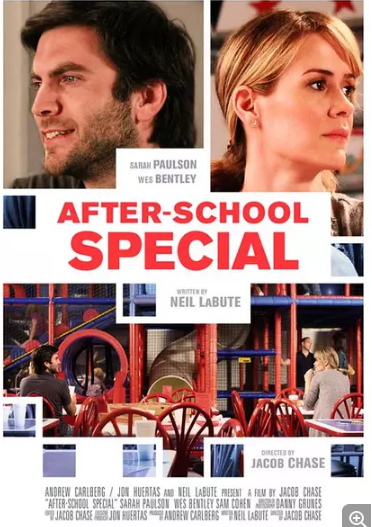 SARAH PAULSON
WES BENTLEY
AFTER-SCHOOL
SPECIAL
WRITTEN BY
NEIL LaBUTE
DIRECTED BY
JACOB CHASE
ANDREW CARLBERG / JON HUERTAS AND NEIL LaBUTE PRESENT A FILM BY JACOB CHASE
"AFTER-SCHOOL SPECIAL" SARAH PAULSON WES BENTLEY SAM COHEN DANNY GRUBES
JACOB CHASE JON HUERTAS ANDREW CARLBERG NEIL LaBUTE JACOB CHASE